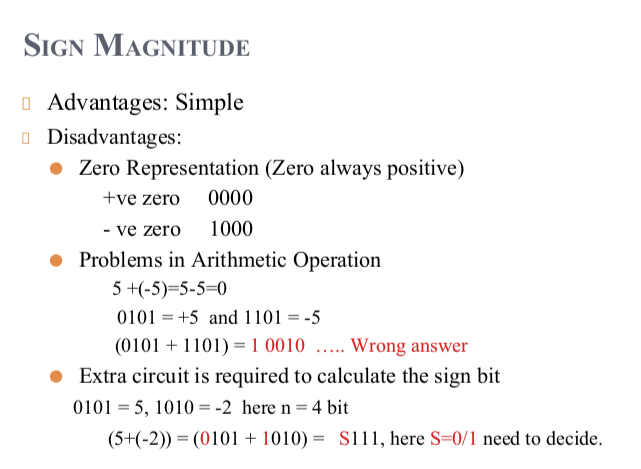 SIGN MAGNITUDE
Advantages: Simple
Disadvantages:
Zero Representation (Zero always positive)
+ve zero 0000
- ve zero 1000
Problems in Arithmetic Operation
5 +(-5)=5-5=0
0101 = +5 and 1101 = -5
(0101 + 1101) = 1 0010 ..... Wrong answer
Extra circuit is required to calculate the sign bit
0101 = 5, 1010 = -2 here n = 4 bit
(5+(-2)) = (0101 + 1010) = S111, here S=0/1 need to decide.